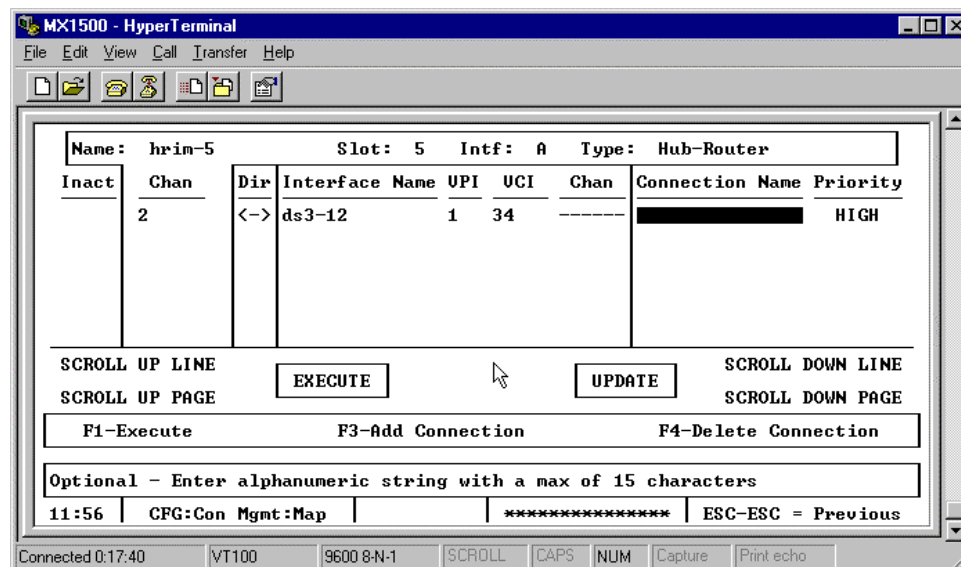 MX1500 - HyperTerminal
File Edit View Call Transfer Help
Name: hrim-5 Slot: 5 Intf: A Type: Hub-Router
Inact Chan Dir Interface Name VPI VCI Chan Connection Name Priority
2 <-> ds3-12 1 34 ------ HIGH
SCROLL UP LINE EXECUTE UPDATE SCROLL DOWN LINE
SCROLL UP PAGE SCROLL DOWN PAGE
F1-Execute F3-Add Connection F4-Delete Connection
Optional - Enter alphanumeric string with a max of 15 characters
11:56 CFG:Con Mgmt:Map *************** ESC-ESC = Previous
Connected 0:17:40 VT100 9600 8-N-1 SCROLL CAPS NUM Capture Print echo